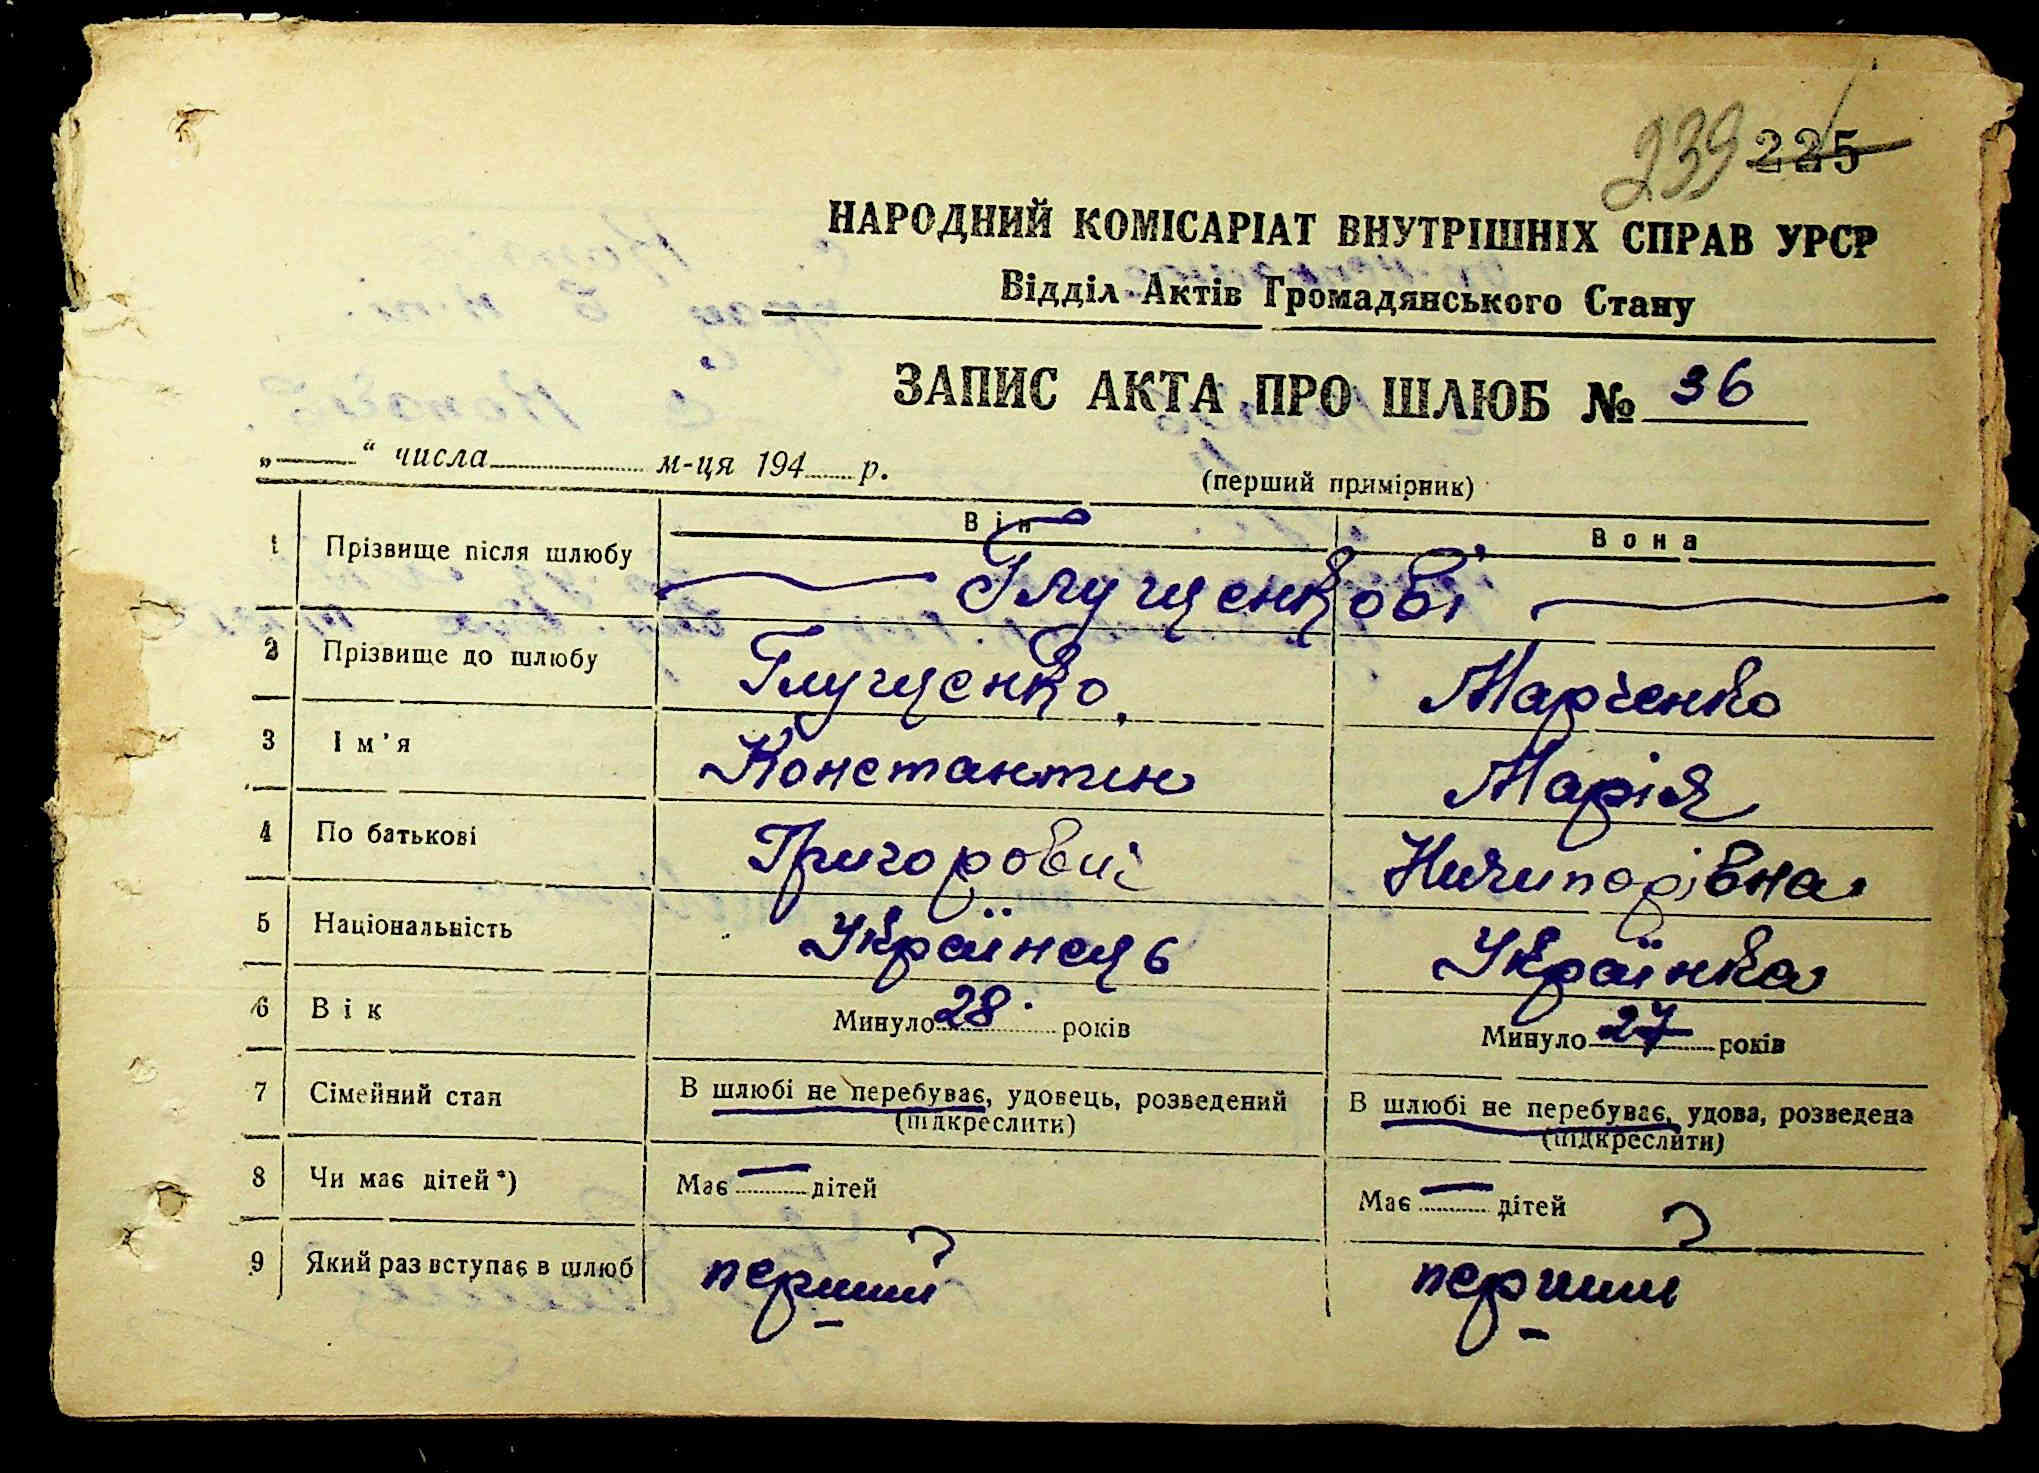 239 225
НАРОДНИЙ КОМІСАРІАТ ВНУТРІШНІХ СПРАВ УРСР
Відділ Актів Громадянського Стану
ЗАПИС АКТА ПРО ШЛЮБ № 36
„ “ числа м-ця 194 р.
(перший примірник)
Він Вона
1 Прізвище після шлюбу Глущенкові
2 Прізвище до шлюбу Глущенко Марченко
3 Ім'я Константин Марія
4 По батькові Григорович Ничипорівна
5 Національність Українець Українка
6 Вік Минуло 28 років Минуло 27 років
7 Сімейний стан В шлюбі не перебуває, удовець, розведений В шлюбі не перебуває, удова, розведена
(підкреслити) (підкреслити)
8 Чи має дітей*) Має — дітей Має — дітей
9 Який раз вступає в шлюб перший перший